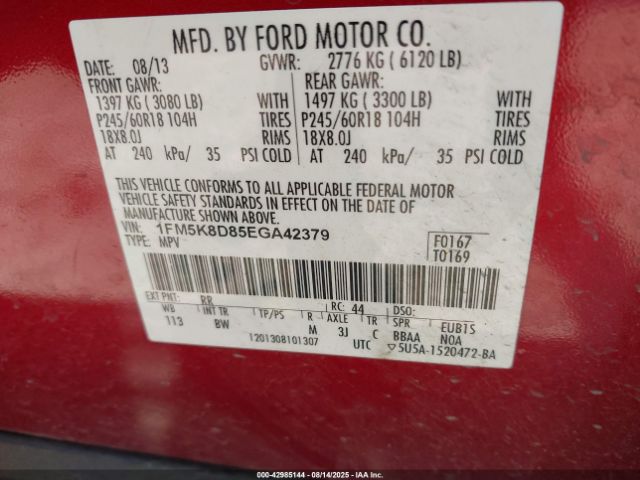 MFD. BY FORD MOTOR CO.
DATE: 08/13 GVWR: 2776 KG ( 6120 LB)
FRONT GAWR: REAR GAWR:
1397 KG ( 3080 LB) WITH 1497 KG ( 3300 LB) WITH
P245/60R18 104H TIRES P245/60R18 104H TIRES
18X8.0J RIMS 18X8.0J RIMS
AT 240 kPa/ 35 PSI COLD AT 240 kPa/ 35 PSI COLD
THIS VEHICLE CONFORMS TO ALL APPLICABLE FEDERAL MOTOR
VEHICLE SAFETY STANDARDS IN EFFECT ON THE DATE OF
MANUFACTURE SHOWN ABOVE.
VIN: 1FM5K8D85EGA42379 F0167
TYPE: MPV T0169
EXT PNT: RR RC: 44 DSO:
WB INT TR TP/PS R AXLE TR SPR EUB1S
113 BW M 3J C BBAA N0A
1201308101307 UTC ▽5U5A-1520472-BA
000-42985144 - 08/14/2025 - IAAI Inc.